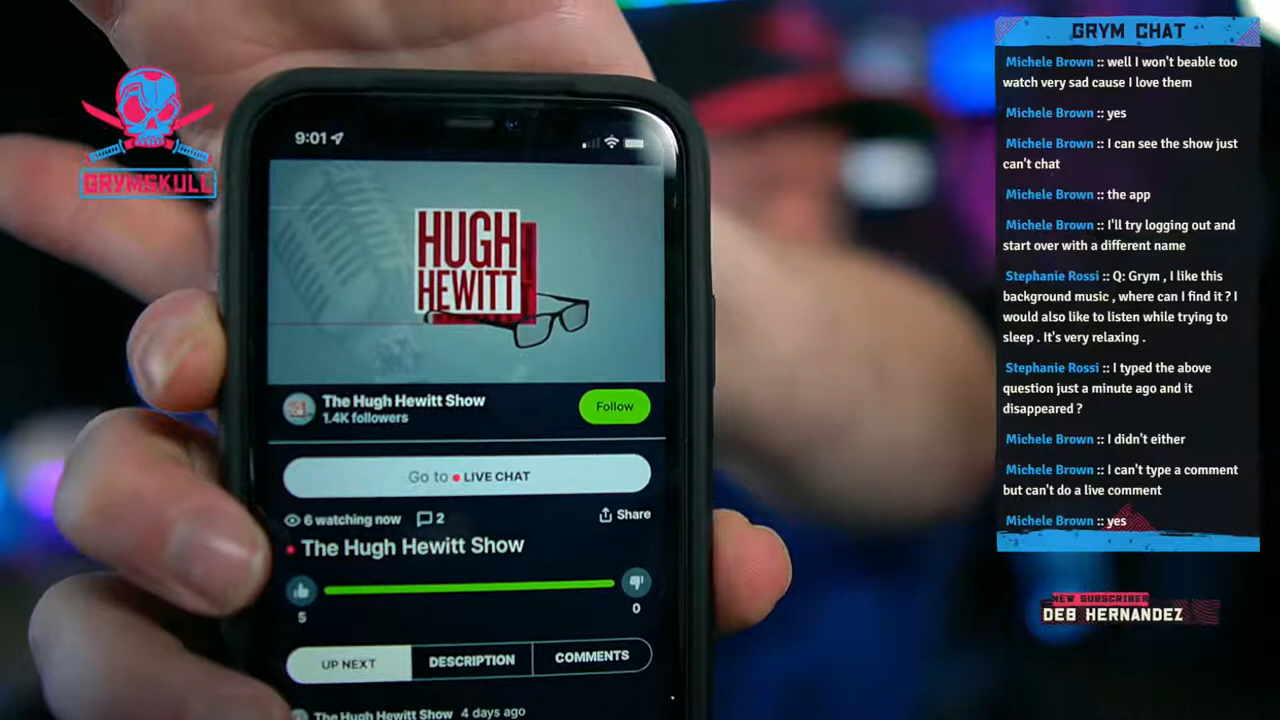 GRYMSKULL
9:01
HUGH
HEWITT
The Hugh Hewitt Show
1.4K followers
Follow
Go to LIVE CHAT
6 watching now 2
Share
The Hugh Hewitt Show
5
0
UP NEXT
DESCRIPTION
COMMENTS
The Hugh Hewitt Show 4 days ago
GRYM CHAT
Michele Brown :: well I won't beable too
watch very sad cause I love them
Michele Brown :: yes
Michele Brown :: I can see the show just
can't chat
Michele Brown :: the app
Michele Brown :: I'll try logging out and
start over with a different name
Stephanie Rossi :: Q: Grym , I like this
background music , where can I find it ? I
would also like to listen while trying to
sleep . It's very relaxing .
Stephanie Rossi :: I typed the above
question just a minute ago and it
disappeared ?
Michele Brown :: I didn't either
Michele Brown :: I can't type a comment
but can't do a live comment
Michele Brown :: yes
NEW SUBSCRIBER
DEB HERNANDEZ